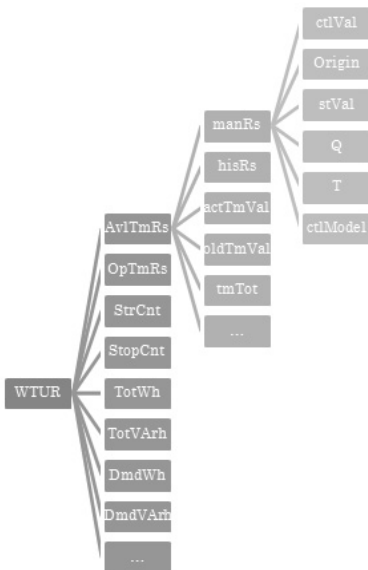 ctlVal
Origin
stVal
Q
T
ctlModel
manRs
hisRs
actTmVal
oldTmVal
tmTot
...
AvlTmRs
OpTmRs
StrCnt
StopCnt
TotWh
TotVArh
DmdWh
DmdVArh
...
WTUR